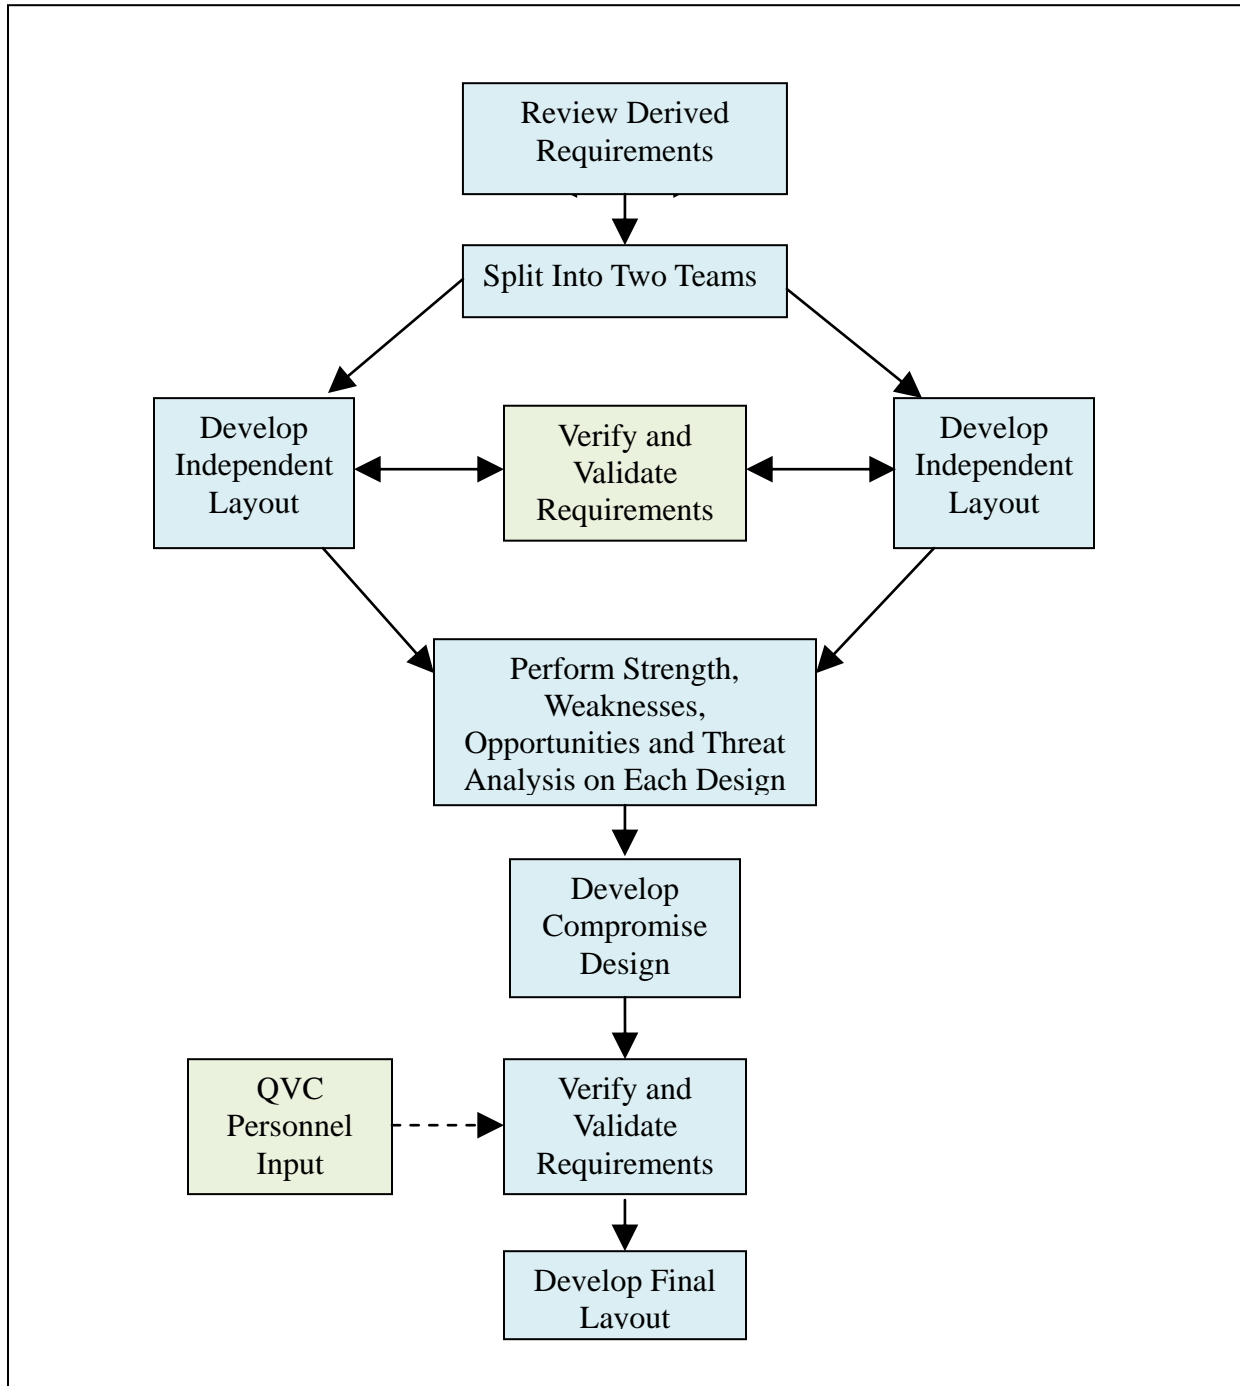 Review Derived
Requirements
Split Into Two Teams
Develop
Independent
Layout
Verify and
Validate
Requirements
Develop
Independent
Layout
Perform Strength,
Weaknesses,
Opportunities and Threat
Analysis on Each Design
Develop
Compromise
Design
QVC
Personnel
Input
Verify and
Validate
Requirements
Develop Final
Layout